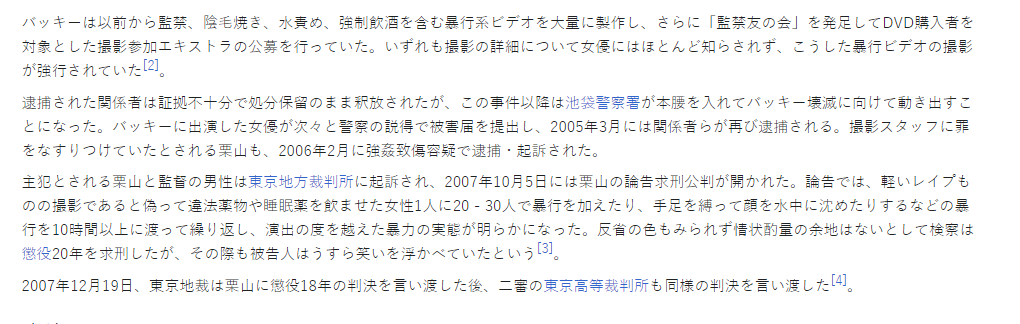 バッキーは以前から監禁、陰毛焼き、水責め、強制飲酒を含む暴行系ビデオを大量に製作し、さらに「監禁友の会」を発足してDVD購入者を
対象とした撮影参加エキストラの公募を行っていた。いずれも撮影の詳細について女優にはほとんど知らされず、こうした暴行ビデオの撮影
が強行されていた[2]。
逮捕された関係者は証拠不十分で処分保留のまま釈放されたが、この事件以降は池袋警察署が本腰を入れてバッキー壊滅に向けて動き出すこ
とになった。バッキーに出演した女優が次々と警察の説得で被害届を提出し、2005年3月には関係者らが再び逮捕される。撮影スタッフに罪
をなすりつけていたとされる栗山も、2006年2月に強姦致傷容疑で逮捕・起訴された。
主犯とされる栗山と監督の男性は東京地方裁判所に起訴され、2007年10月5日には栗山の論告求刑公判が開かれた。論告では、軽いレイプも
のの撮影であると偽って違法薬物や睡眠薬を飲ませた女性1人に20‐30人で暴行を加えたり、手足を縛って顔を水中に沈めたりするなどの暴
行を10時間以上に渡って繰り返し、演出の度を越えた暴力の実態が明らかになった。反省の色もみられず情状酌量の余地はないとして検察は
懲役20年を求刑したが、その際も被告人はうすら笑いを浮かべていたという[3]。
2007年12月19日、東京地裁は栗山に懲役18年の判決を言い渡した後、二審の東京高等裁判所も同様の判決を言い渡した[4]。